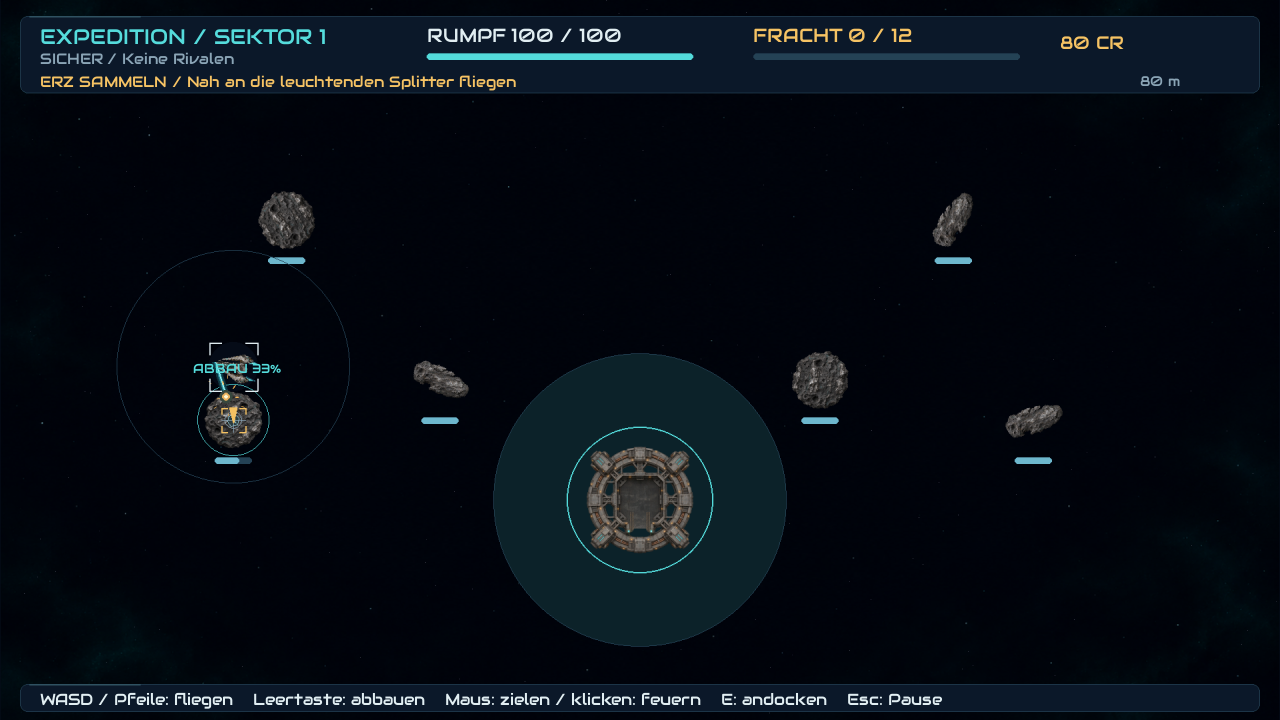 EXPEDITION / SEKTOR 1
SICHER / Keine Rivalen
ERZ SAMMELN / Nah an die leuchtenden Splitter fliegen
RUMPF 100 / 100
FRACHT 0 / 12
80 CR
80 m
ABBAU 33%
WASD / Pfeile: fliegen Leertaste: abbauen Maus: zielen / klicken: feuern E: andocken Esc: Pause